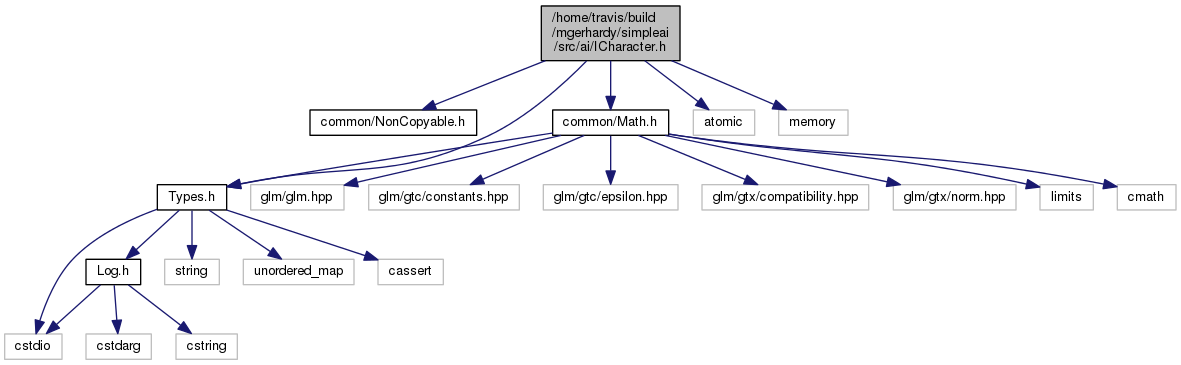 /home/travis/build
/mgerhardy/simpleai
/src/ai/ICharacter.h
common/NonCopyable.h
common/Math.h
atomic
memory
Types.h
glm/glm.hpp
glm/gtc/constants.hpp
glm/gtc/epsilon.hpp
glm/gtx/compatibility.hpp
glm/gtx/norm.hpp
limits
cmath
Log.h
string
unordered_map
cassert
cstdio
cstdarg
cstring